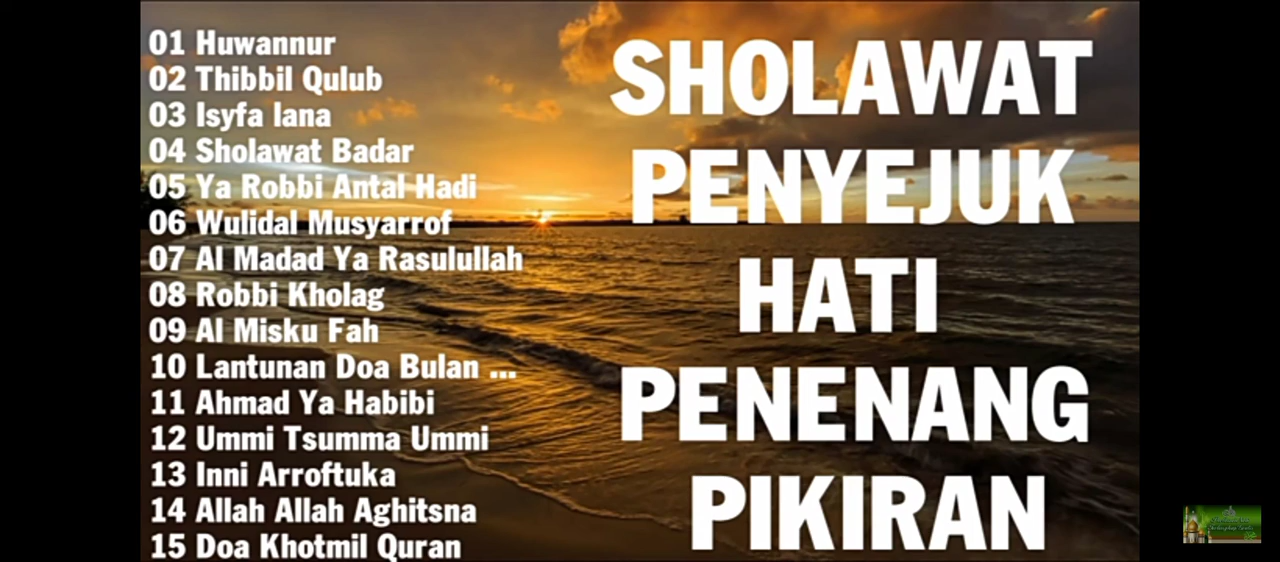 01 Huwannur
02 Thibbil Qulub
03 Isyfa lana
04 Sholawat Badar
05 Ya Robbi Antal Hadi
06 Wulidal Musyarrof
07 Al Madad Ya Rasulullah
08 Robbi Kholag
09 Al Misku Fah
10 Lantunan Doa Bulan ...
11 Ahmad Ya Habibi
12 Ummi Tsumma Ummi
13 Inni Arroftuka
14 Allah Allah Aghitsna
15 Doa Khotmil Quran
SHOLAWAT
PENYEJUK
HATI
PENENANG
PIKIRAN